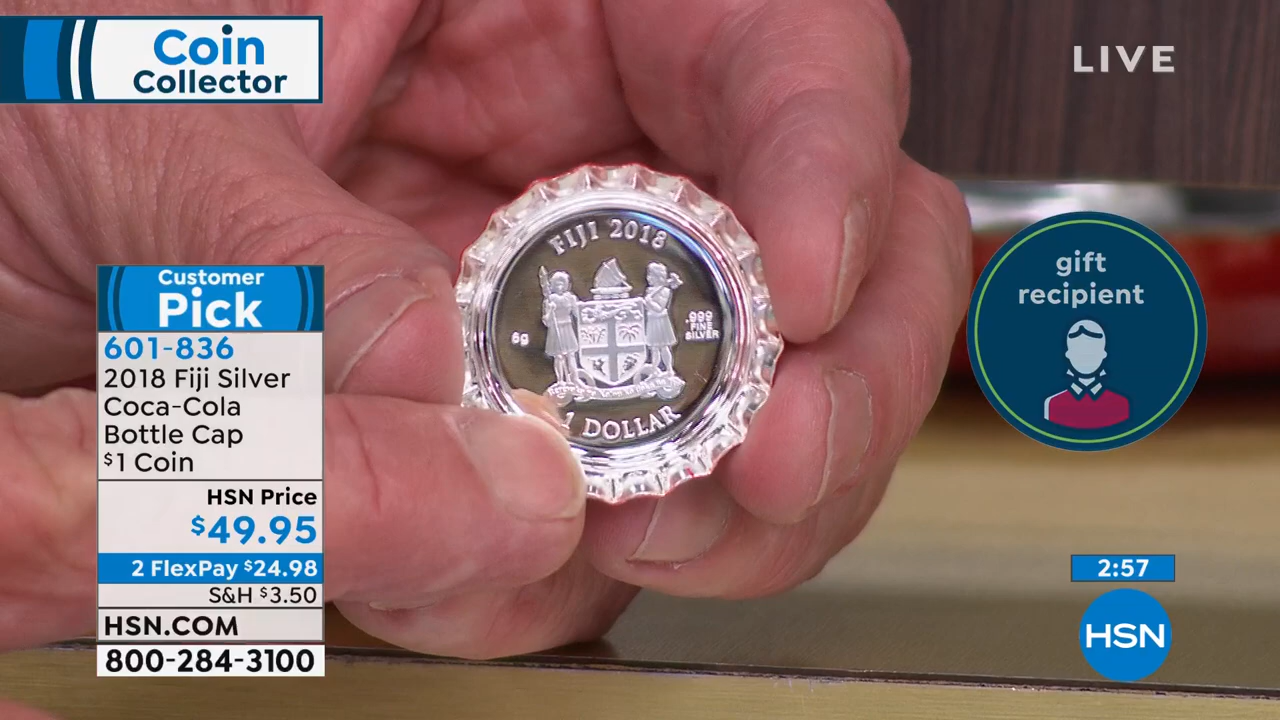 Coin
Collector
LIVE
Customer
Pick
601-836
2018 Fiji Silver
Coca-Cola
Bottle Cap
$1 Coin
HSN Price
$49.95
2 FlexPay $24.98
S&H $3.50
HSN.COM
800-284-3100
FIJI 2018
6g
.999
FINE
SILVER
1 DOLLAR
gift
recipient
2:57
HSN